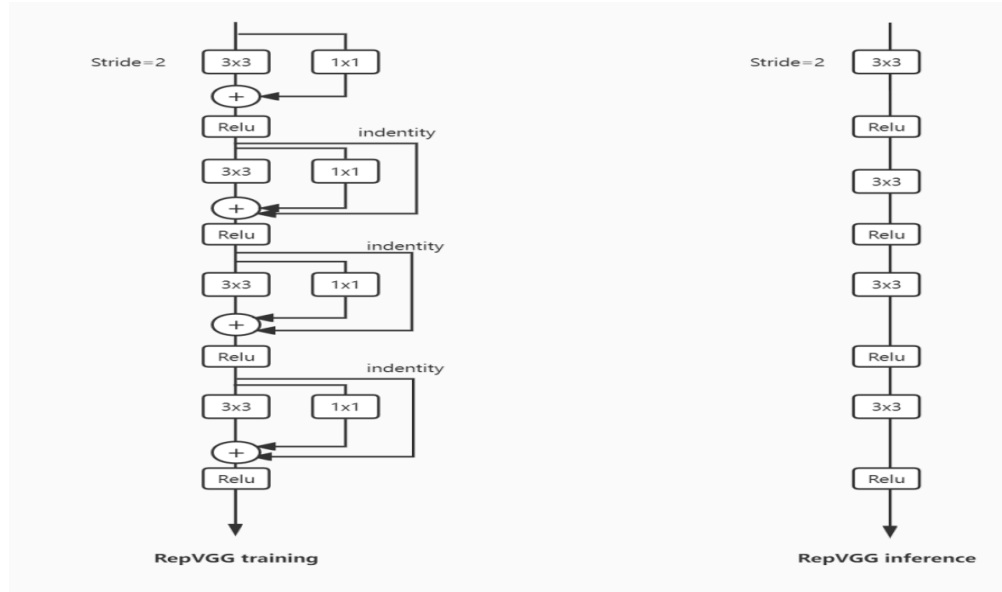 Stride=2
3x3
1x1
+
Relu
indentity
3x3
1x1
+
Relu
indentity
3x3
1x1
+
Relu
indentity
3x3
1x1
+
Relu
RepVGG training
Stride=2
3x3
Relu
3x3
Relu
3x3
Relu
3x3
Relu
RepVGG inference